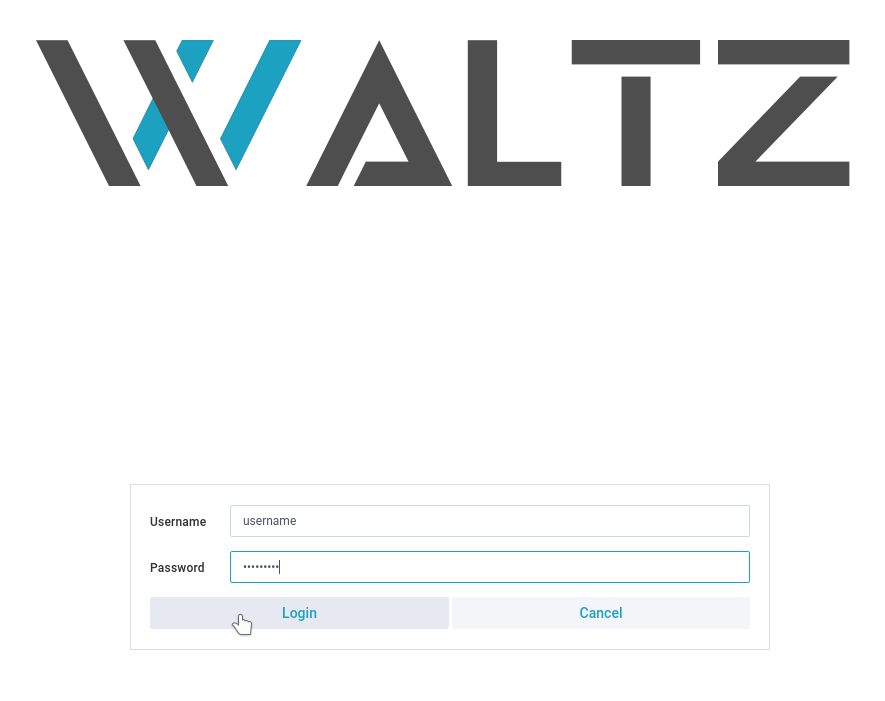 WALTZ
Username
username
Password
•••••••••
Login
Cancel